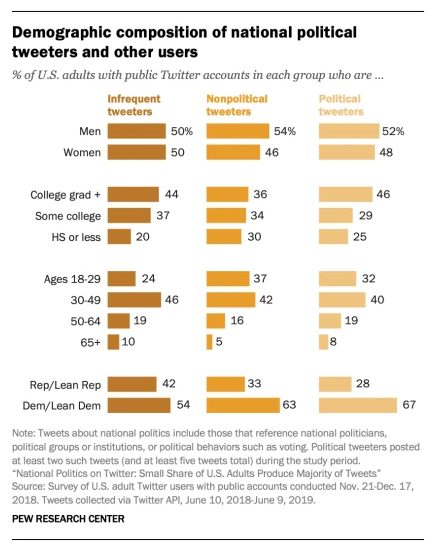 Demographic composition of national political
tweeters and other users
% of U.S. adults with public Twitter accounts in each group who are ...
Infrequent tweeters Nonpolitical tweeters Political tweeters
Men 50% 54% 52%
Women 50 46 48
College grad + 44 36 46
Some college 37 34 29
HS or less 20 30 25
Ages 18-29 24 37 32
30-49 46 42 40
50-64 19 16 19
65+ 10 5 8
Rep/Lean Rep 42 33 28
Dem/Lean Dem 54 63 67
Note: Tweets about national politics include those that reference national politicians,
political groups or institutions, or political behaviors such as voting. Political tweeters posted
at least two such tweets (and at least five tweets total) during the study period.
"National Politics on Twitter: Small Share of U.S. Adults Produce Majority of Tweets"
Source: Survey of U.S. adult Twitter users with public accounts conducted Nov. 21-Dec. 17,
2018. Tweets collected via Twitter API, June 10, 2018-June 9, 2019.
PEW RESEARCH CENTER